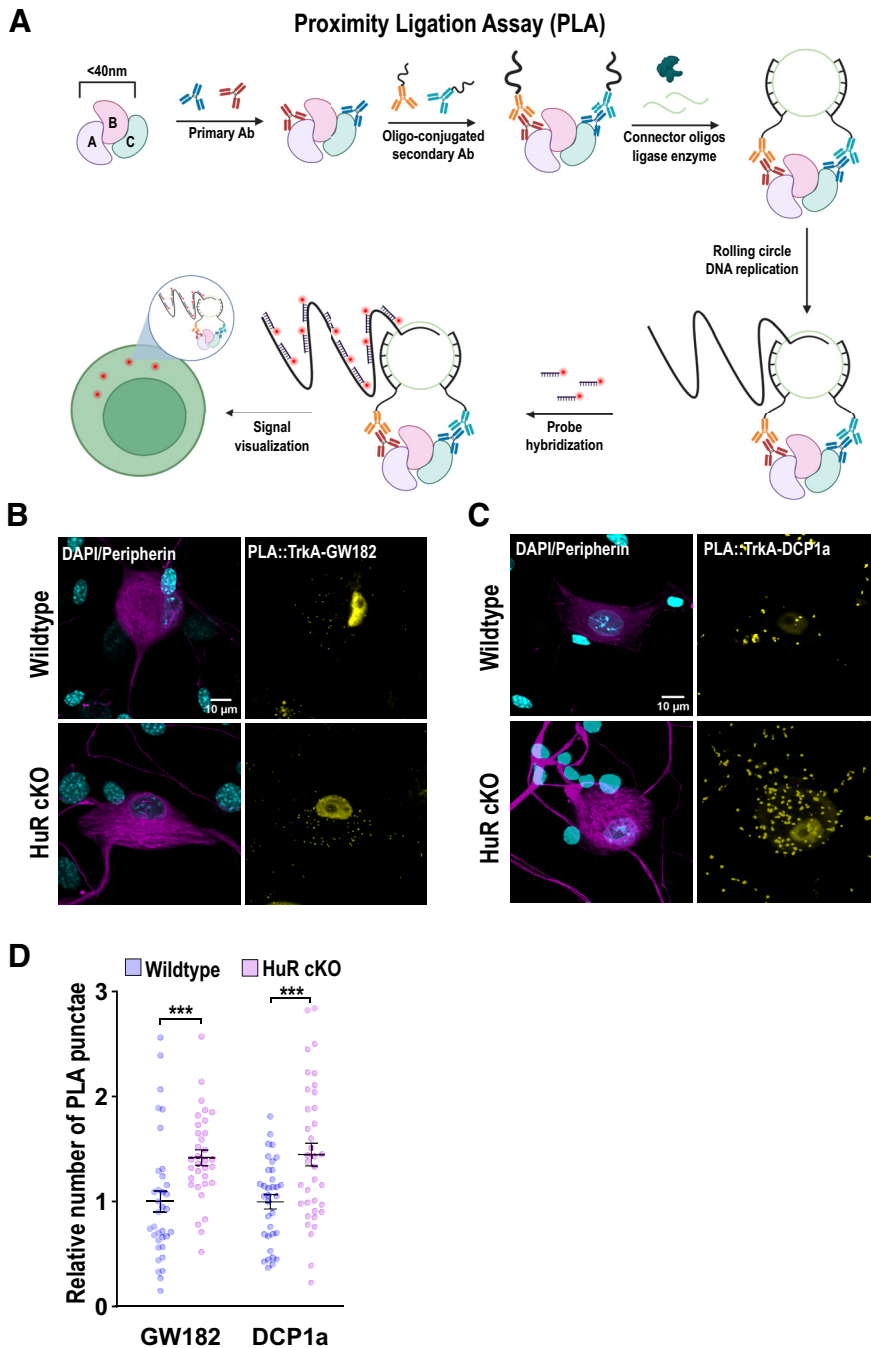 A
Proximity Ligation Assay (PLA)
<40nm
A
B
C
Primary Ab
Oligo-conjugated
secondary Ab
Connector oligos
ligase enzyme
Rolling circle
DNA replication
Probe
hybridization
Signal
visualization
B
DAPI/Peripherin
PLA::TrkA-GW182
Wildtype
10 µm
HuR cKO
C
DAPI/Peripherin
PLA::TrkA-DCP1a
Wildtype
10 µm
HuR cKO
D
Wildtype
HuR cKO
Relative number of PLA punctae
3
2
1
0
***
***
GW182
DCP1a